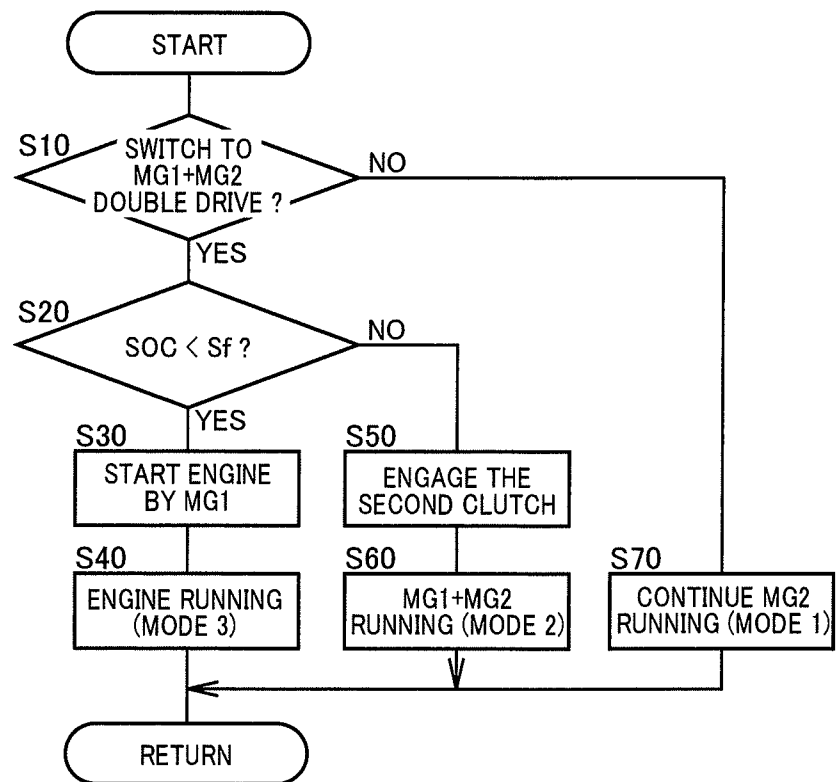 START
S10
SWITCH TO
MG1+MG2
DOUBLE DRIVE ?
NO
YES
S20
SOC < Sf ?
NO
YES
S30
START ENGINE
BY MG1
S50
ENGAGE THE
SECOND CLUTCH
S40
ENGINE RUNNING
(MODE 3)
S60
MG1+MG2
RUNNING (MODE 2)
S70
CONTINUE MG2
RUNNING (MODE 1)
RETURN